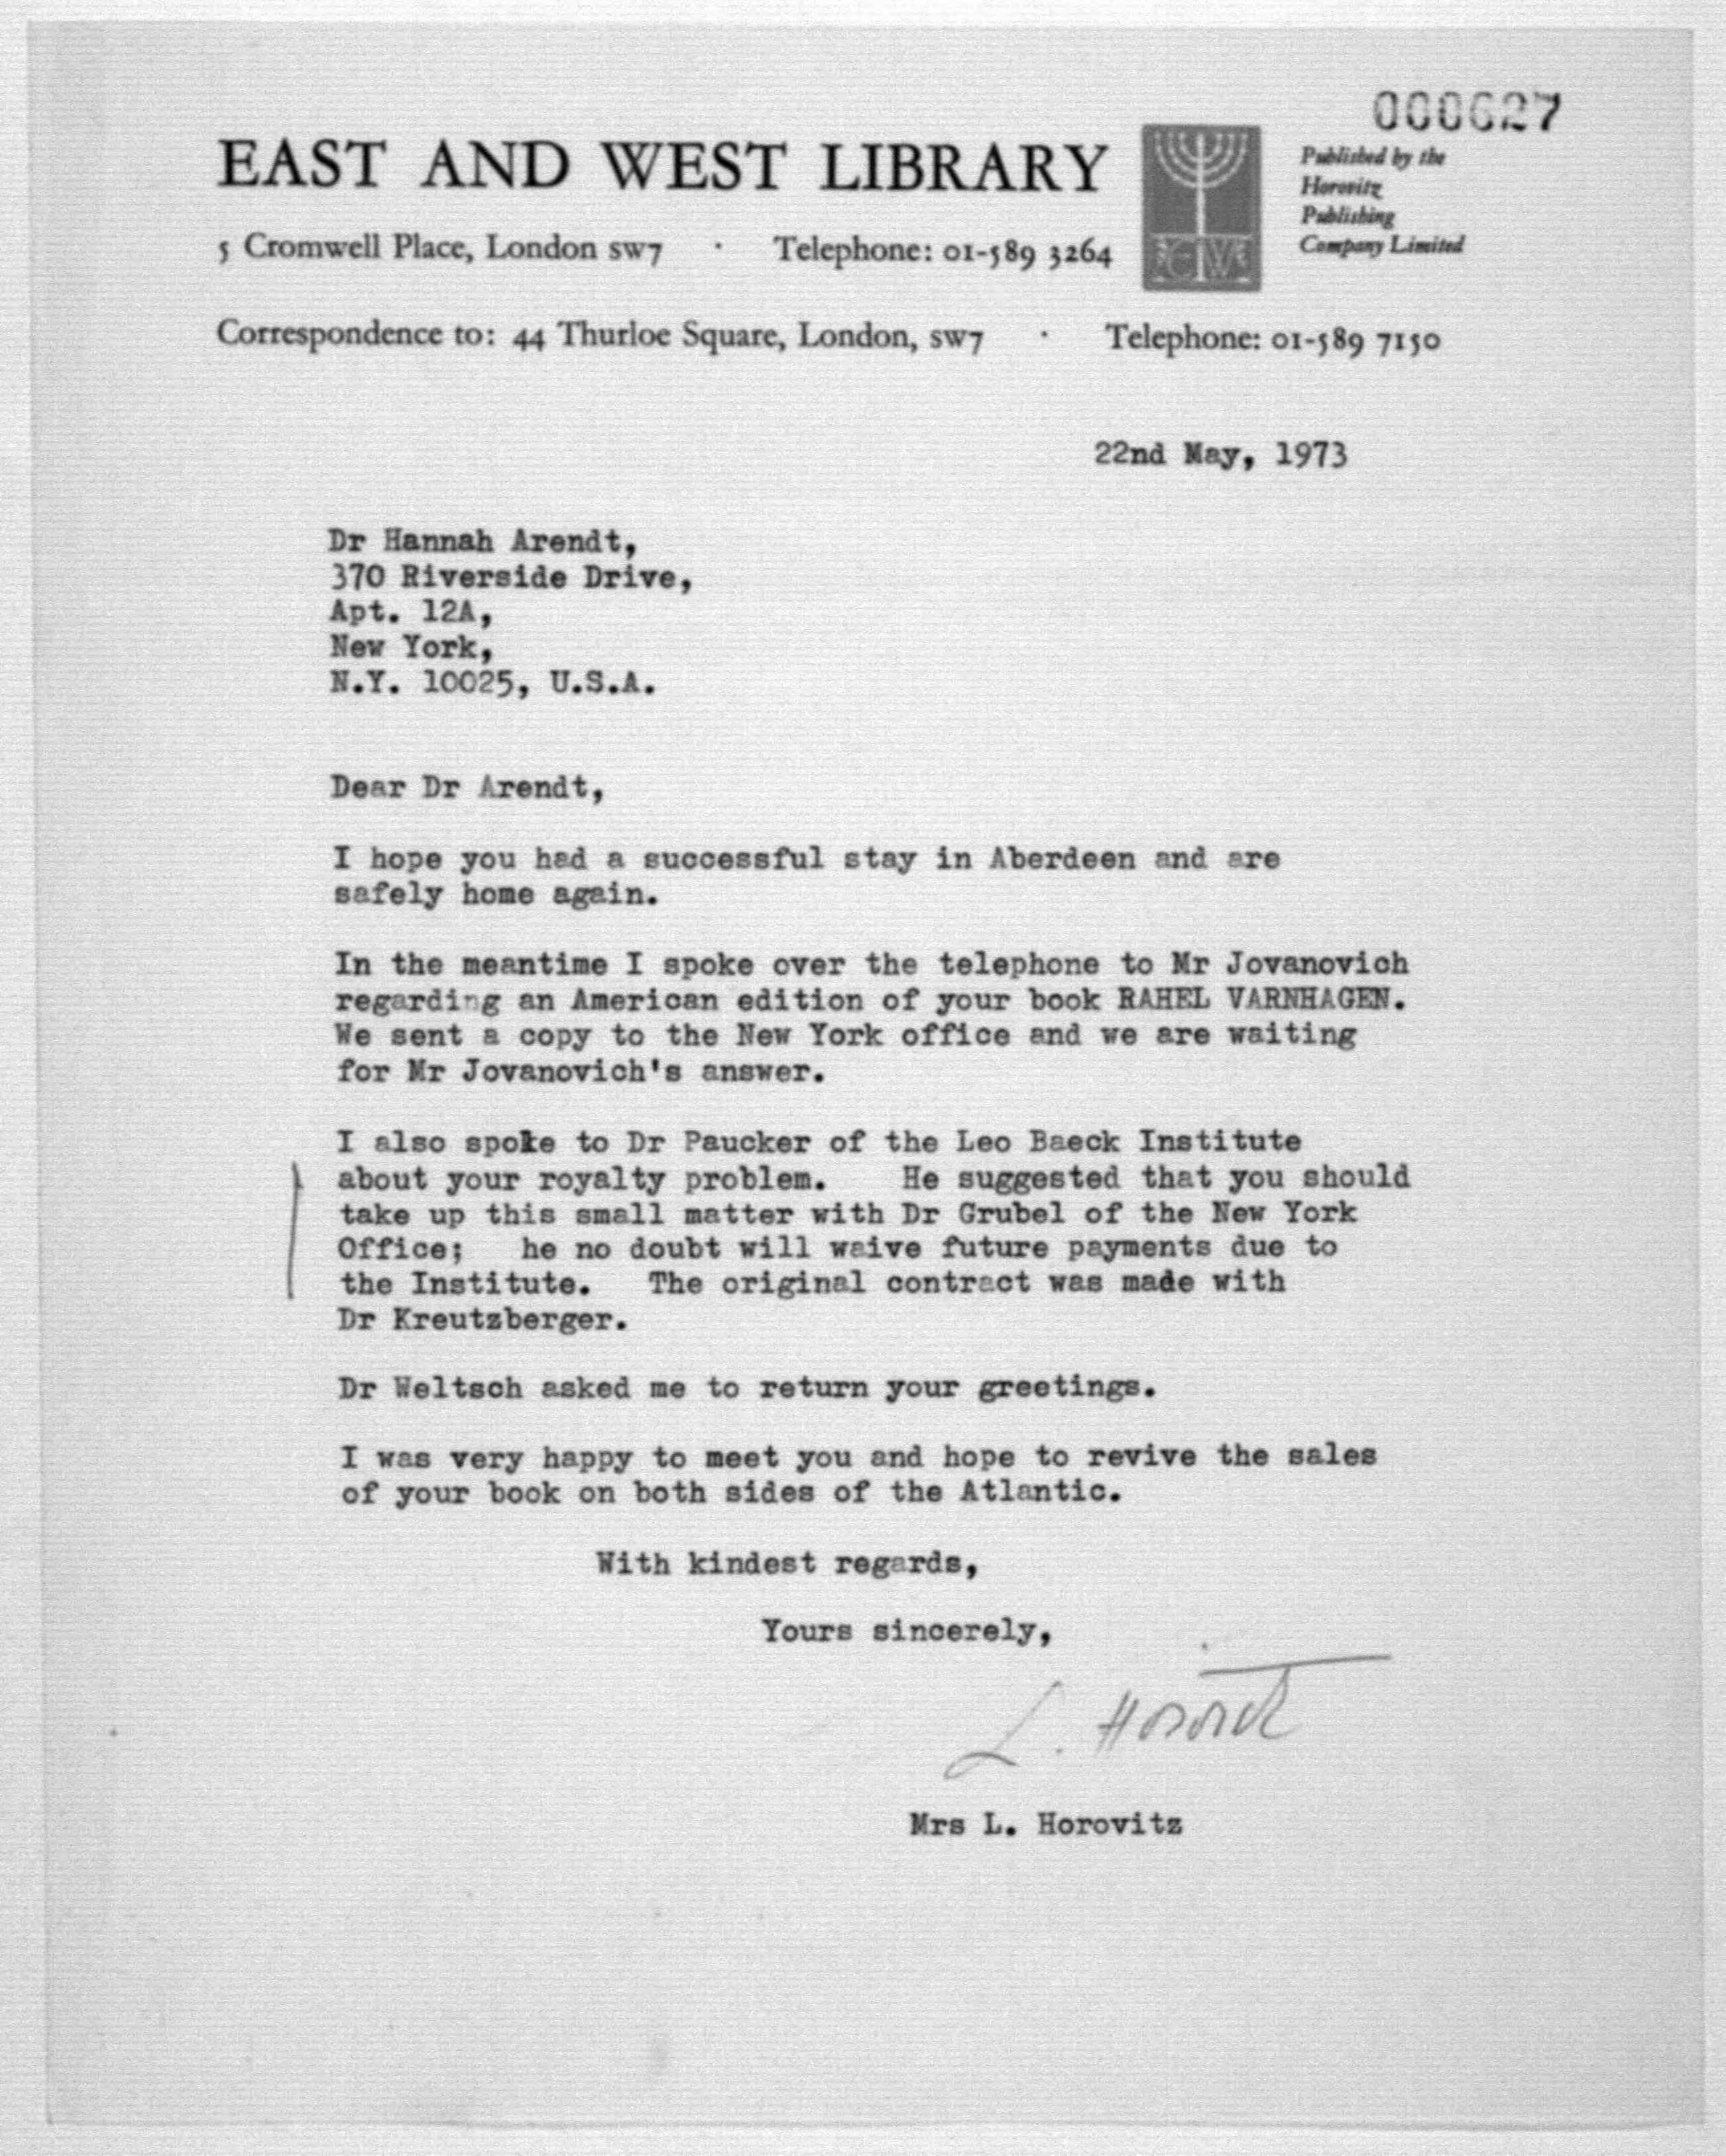 000627
EAST AND WEST LIBRARY
Published by the
Horovitz
Publishing
Company Limited
5 Cromwell Place, London SW7 · Telephone: 01-589 3264
Correspondence to: 44 Thurloe Square, London, SW7 · Telephone: 01-589 7150
22nd May, 1973
Dr Hannah Arendt,
370 Riverside Drive,
Apt. 12A,
New York,
N.Y. 10025, U.S.A.
Dear Dr Arendt,
I hope you had a successful stay in Aberdeen and are
safely home again.
In the meantime I spoke over the telephone to Mr Jovanovich
regarding an American edition of your book RAHEL VARNHAGEN.
We sent a copy to the New York office and we are waiting
for Mr Jovanovich's answer.
I also spoke to Dr Paucker of the Leo Baeck Institute
about your royalty problem. He suggested that you should
take up this small matter with Dr Grubel of the New York
Office; he no doubt will waive future payments due to
the Institute. The original contract was made with
Dr Kreutzberger.
Dr Weltsch asked me to return your greetings.
I was very happy to meet you and hope to revive the sales
of your book on both sides of the Atlantic.
With kindest regards,
Yours sincerely,
L. Horovitz
Mrs L. Horovitz